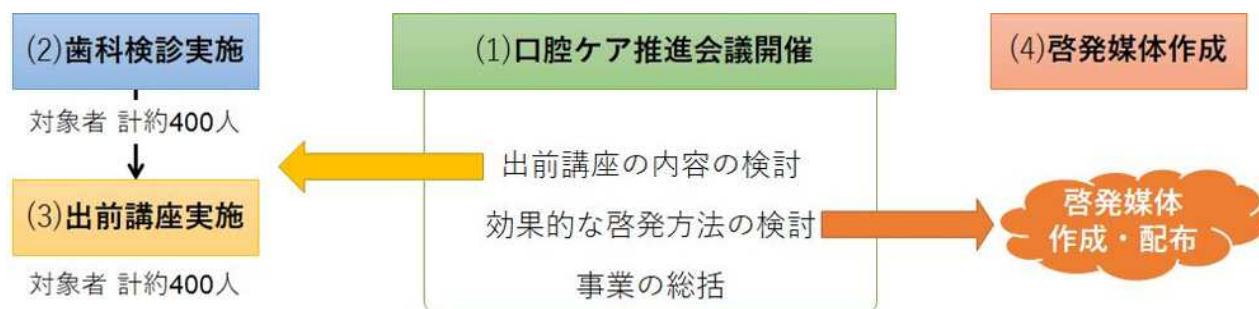 (2)歯科検診実施
対象者 計約400人
(3)出前講座実施
対象者 計約400人
(1)口腔ケア推進会議開催
出前講座の内容の検討
効果的な啓発方法の検討
事業の総括
(4)啓発媒体作成
啓発媒体
作成・配布